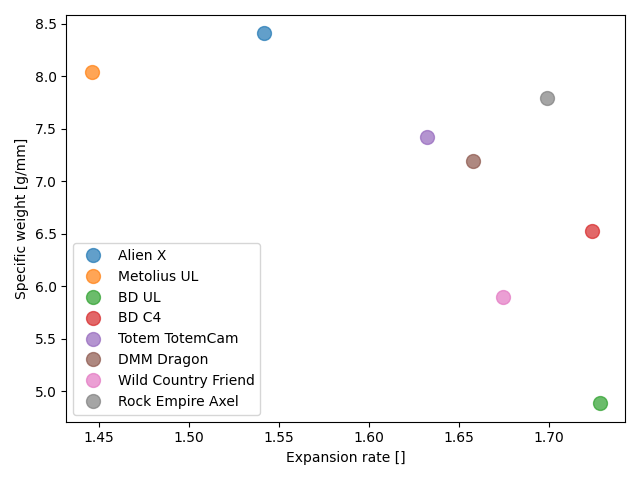 8.5
8.0
7.5
7.0
6.5
6.0
5.5
5.0
Specific weight [g/mm]
Alien X
Metolius UL
BD UL
BD C4
Totem TotemCam
DMM Dragon
Wild Country Friend
Rock Empire Axel
1.45 1.50 1.55 1.60 1.65 1.70
Expansion rate []